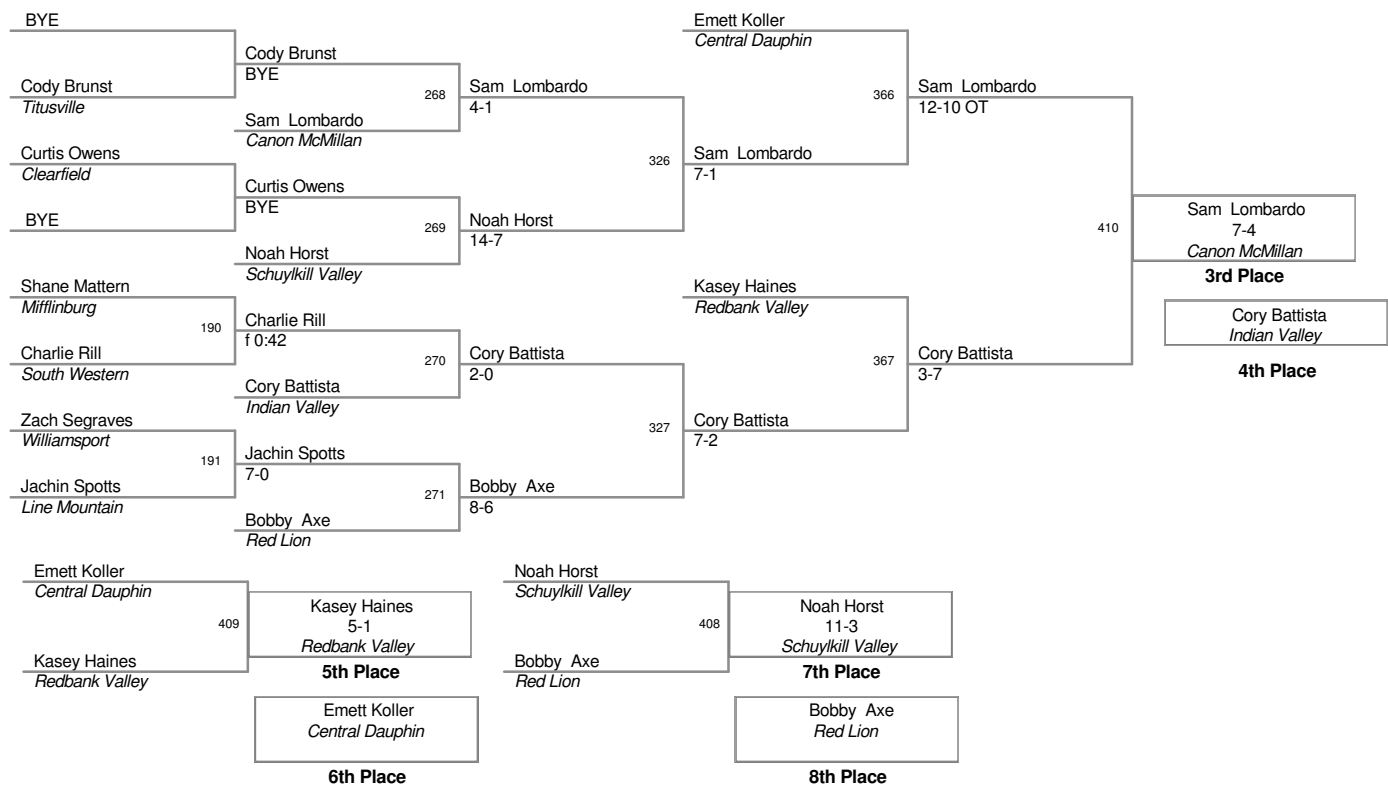 BYE
Cody Brunst
Titusville
Curtis Owens
Clearfield
BYE
Shane Mattern
Mifflinburg
190
Charlie Rill
South Western
Zach Segraves
Williamsport
191
Jachin Spotts
Line Mountain
Cody Brunst
BYE
268
Sam Lombardo
Canon McMillan
Curtis Owens
BYE
269
Noah Horst
Schuylkill Valley
Charlie Rill
f 0:42
270
Cory Battista
Indian Valley
Jachin Spotts
7-0
271
Bobby Axe
Red Lion
Sam Lombardo
4-1
326
Noah Horst
14-7
Cory Battista
2-0
327
Bobby Axe
8-6
Emett Koller
Central Dauphin
366
Sam Lombardo
7-1
Kasey Haines
Redbank Valley
367
Cory Battista
7-2
Sam Lombardo
12-10 OT
410
Cory Battista
3-7
Sam Lombardo
7-4
Canon McMillan
3rd Place
Cory Battista
Indian Valley
4th Place
Emett Koller
Central Dauphin
409
Kasey Haines
Redbank Valley
Kasey Haines
5-1
Redbank Valley
5th Place
Emett Koller
Central Dauphin
6th Place
Noah Horst
Schuylkill Valley
408
Bobby Axe
Red Lion
Noah Horst
11-3
Schuylkill Valley
7th Place
Bobby Axe
Red Lion
8th Place